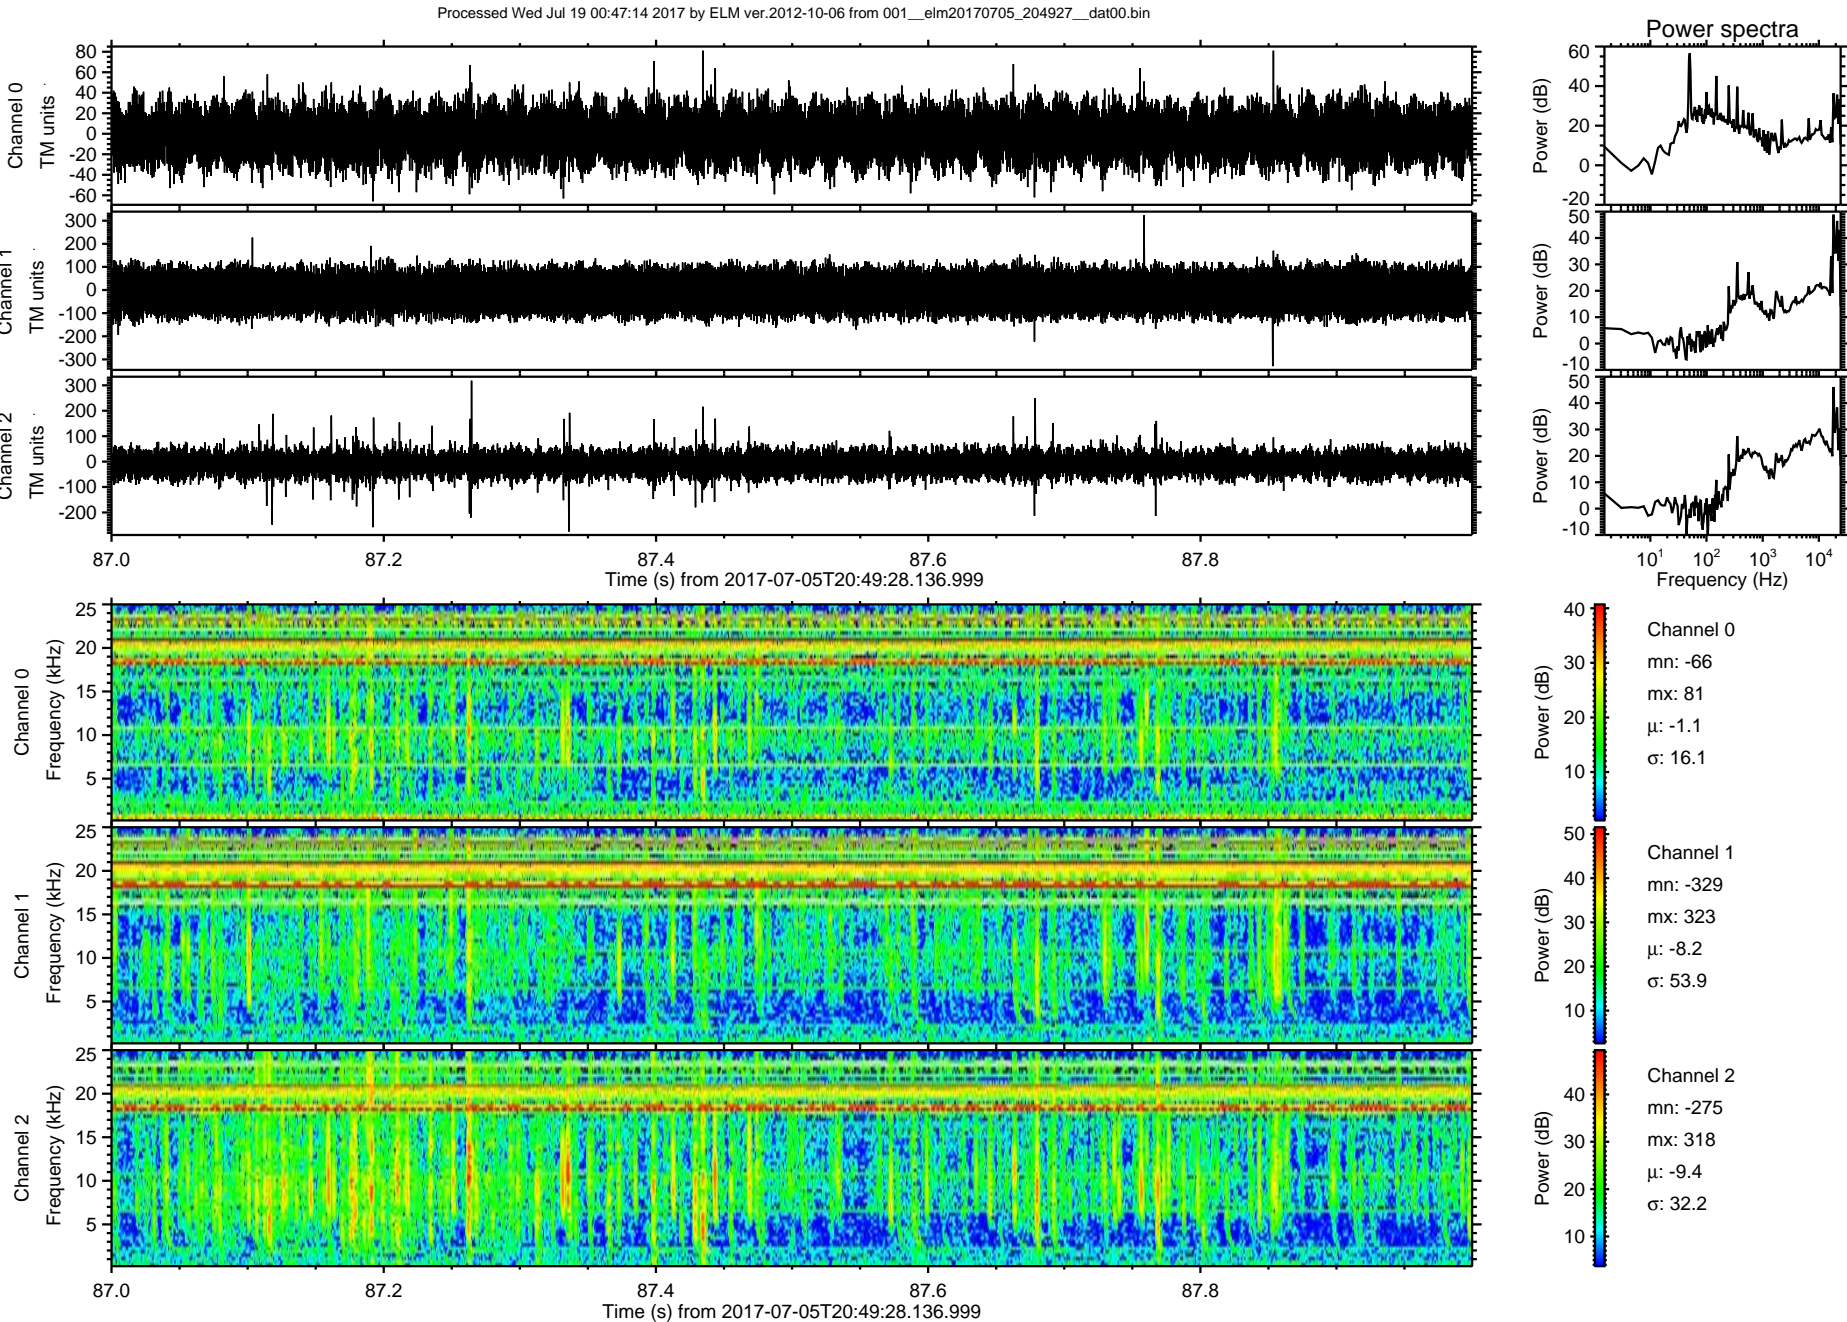 Processed Wed Jul 19 00:47:14 2017 by ELM ver.2012-10-06 from 001__elm20170705_204927__dat00.bin
Power spectra
Channel 0
TM units
80
60
40
20
0
-20
-40
-60
Power (dB)
60
40
20
0
-20
Channel 1
TM units
300
200
100
0
-100
-200
-300
Power (dB)
50
40
30
20
10
0
-10
Channel 2
TM units
300
200
100
0
-100
-200
Power (dB)
50
40
30
20
10
0
-10
87.0 87.2 87.4 87.6 87.8
Time (s) from 2017-07-05T20:49:28.136.999
10^1 10^2 10^3 10^4
Frequency (Hz)
Channel 0
Frequency (kHz)
25
20
15
10
5
Power (dB)
40
30
20
10
Channel 0
mn: -66
mx: 81
μ: -1.1
σ: 16.1
Channel 1
Frequency (kHz)
25
20
15
10
5
Power (dB)
50
40
30
20
10
Channel 1
mn: -329
mx: 323
μ: -8.2
σ: 53.9
Channel 2
Frequency (kHz)
25
20
15
10
5
Power (dB)
40
30
20
10
Channel 2
mn: -275
mx: 318
μ: -9.4
σ: 32.2
87.0 87.2 87.4 87.6 87.8
Time (s) from 2017-07-05T20:49:28.136.999